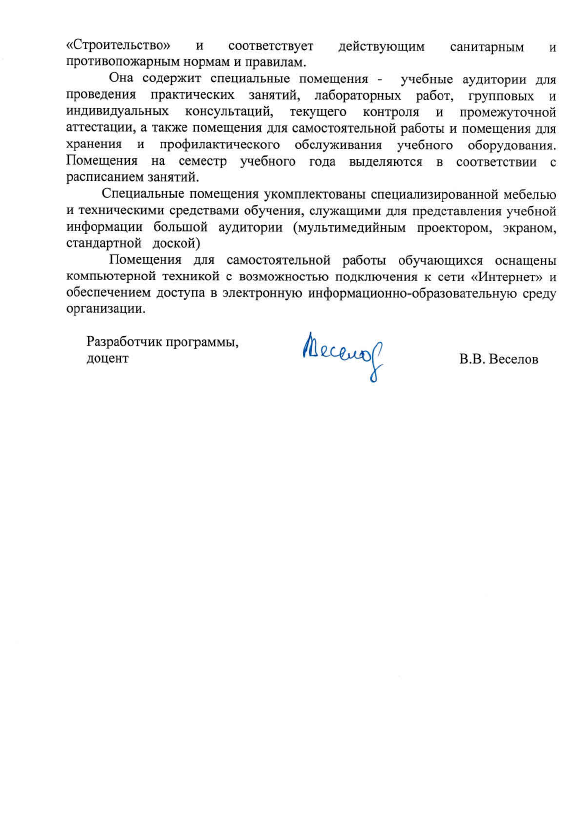 «Строительство» и соответствует действующим санитарным и
противопожарным нормам и правилам.
Она содержит специальные помещения - учебные аудитории для
проведения практических занятий, лабораторных работ, групповых и
индивидуальных консультаций, текущего контроля и промежуточной
аттестации, а также помещения для самостоятельной работы и помещения для
хранения и профилактического обслуживания учебного оборудования.
Помещения на семестр учебного года выделяются в соответствии с
расписанием занятий.
Специальные помещения укомплектованы специализированной мебелью
и техническими средствами обучения, служащими для представления учебной
информации большой аудитории (мультимедийным проектором, экраном,
стандартной доской)
Помещения для самостоятельной работы обучающихся оснащены
компьютерной техникой с возможностью подключения к сети «Интернет» и
обеспечением доступа в электронную информационно-образовательную среду
организации.
Разработчик программы,
доцент Веселов В.В. Веселов